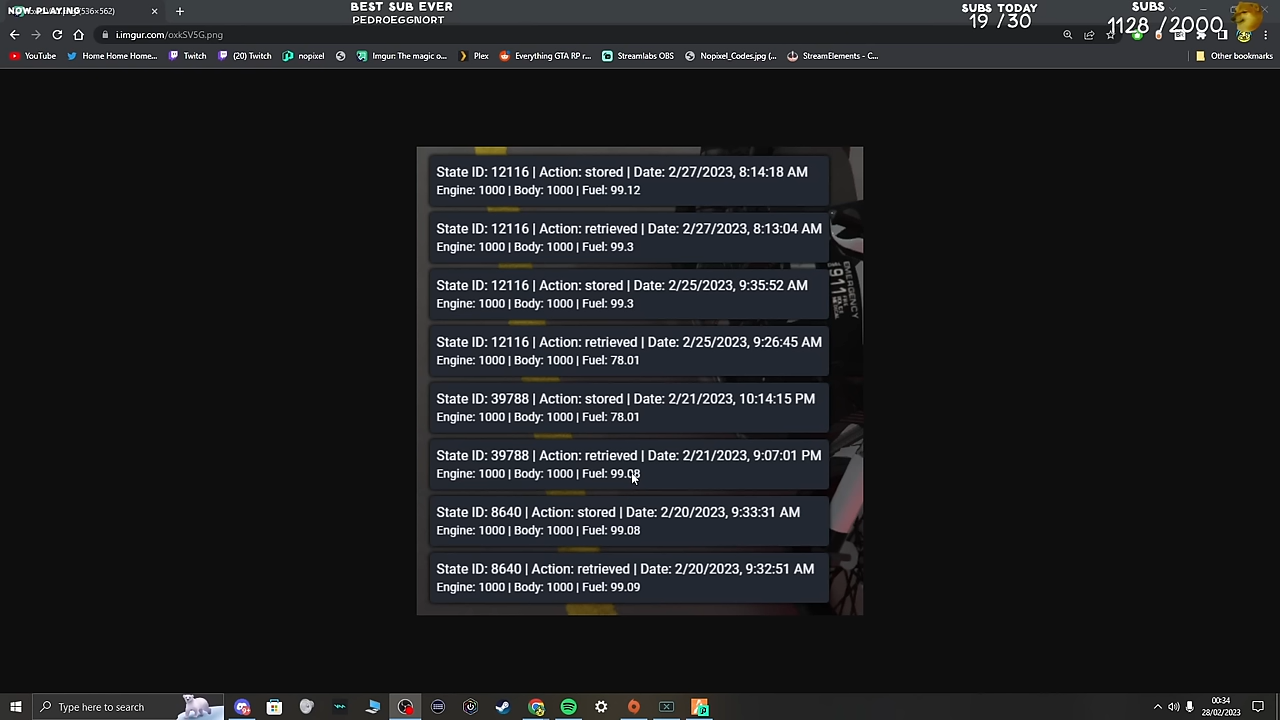 NOW PLAYING
(536×562)
BEST SUB EVER
PEDROEGGNORT
SUBS TODAY
19 /30
SUBS
1128 /2000
i.imgur.com/oxkSV5G.png
YouTube
Home Home Home...
Twitch
(20) Twitch
nopixel
Imgur: The magic o...
Plex
Everything GTA RP r...
Streamlabs OBS
Nopixel_Codes.jpg (...
StreamElements - C...
Other bookmarks
State ID: 12116 | Action: stored | Date: 2/27/2023, 8:14:18 AM
Engine: 1000 | Body: 1000 | Fuel: 99.12
State ID: 12116 | Action: retrieved | Date: 2/27/2023, 8:13:04 AM
Engine: 1000 | Body: 1000 | Fuel: 99.3
State ID: 12116 | Action: stored | Date: 2/25/2023, 9:35:52 AM
Engine: 1000 | Body: 1000 | Fuel: 99.3
State ID: 12116 | Action: retrieved | Date: 2/25/2023, 9:26:45 AM
Engine: 1000 | Body: 1000 | Fuel: 78.01
State ID: 39788 | Action: stored | Date: 2/21/2023, 10:14:15 PM
Engine: 1000 | Body: 1000 | Fuel: 78.01
State ID: 39788 | Action: retrieved | Date: 2/21/2023, 9:07:01 PM
Engine: 1000 | Body: 1000 | Fuel: 99.08
State ID: 8640 | Action: stored | Date: 2/20/2023, 9:33:31 AM
Engine: 1000 | Body: 1000 | Fuel: 99.08
State ID: 8640 | Action: retrieved | Date: 2/20/2023, 9:32:51 AM
Engine: 1000 | Body: 1000 | Fuel: 99.09
EMERGENCY
911
Type here to search
00:34
28/02/2023